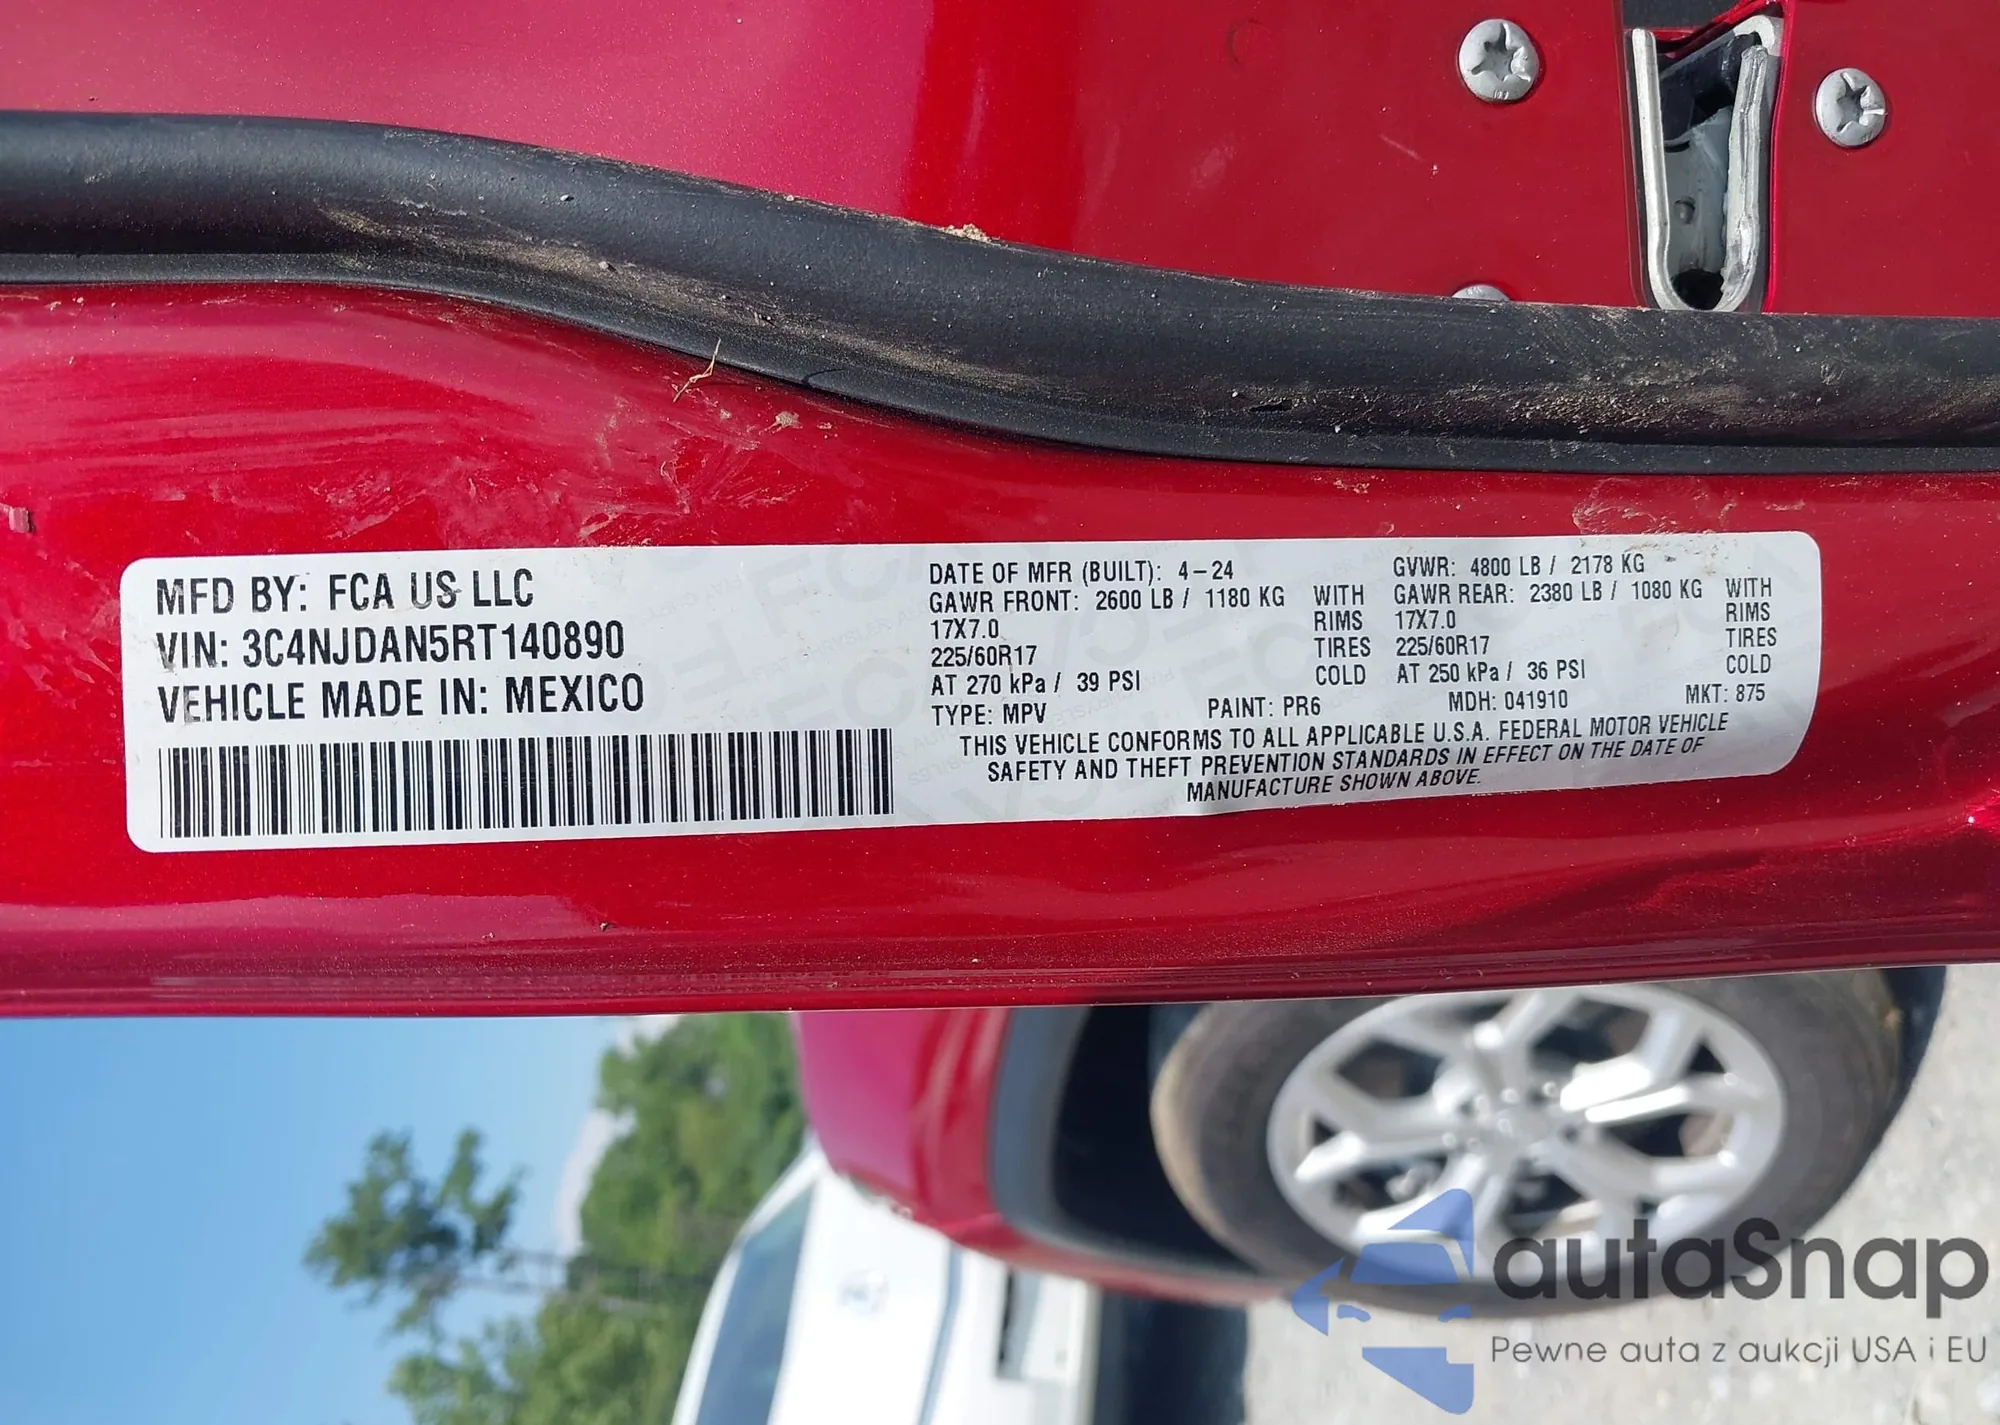 MFD BY: FCA US LLC
VIN: 3C4NJDAN5RT140890
VEHICLE MADE IN: MEXICO
DATE OF MFR (BUILT): 4-24 GVWR: 4800 LB / 2178 KG
GAWR FRONT: 2600 LB / 1180 KG WITH GAWR REAR: 2380 LB / 1080 KG WITH
17X7.0 RIMS 17X7.0 RIMS
225/60R17 TIRES 225/60R17 TIRES
AT 270 kPa / 39 PSI COLD AT 250 kPa / 36 PSI COLD
TYPE: MPV PAINT: PR6 MDH: 041910 MKT: 875
THIS VEHICLE CONFORMS TO ALL APPLICABLE U.S.A. FEDERAL MOTOR VEHICLE
SAFETY AND THEFT PREVENTION STANDARDS IN EFFECT ON THE DATE OF
MANUFACTURE SHOWN ABOVE.
autaSnap
Pewne auta z aukcji USA i EU